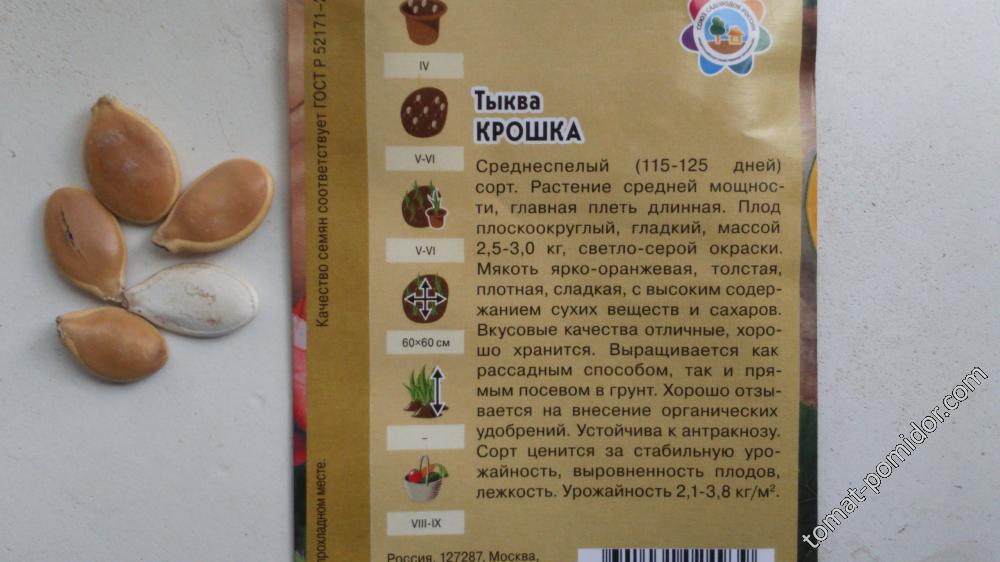 Качество семян соответствует ГОСТ Р 52171-2
прохладном месте.
IV
V-VI
V-VI
60×60 см
–
VIII-IX
СОЮЗ САДОВОДОВ РОССИИ
Тыква
КРОШКА
Среднеспелый (115-125 дней)
сорт. Растение средней мощнос-
ти, главная плеть длинная. Плод
плоскоокруглый, гладкий, массой
2,5-3,0 кг, светло-серой окраски.
Мякоть ярко-оранжевая, толстая,
плотная, сладкая, с высоким содер-
жанием сухих веществ и сахаров.
Вкусовые качества отличные, хоро-
шо хранится. Выращивается как
рассадным способом, так и пря-
мым посевом в грунт. Хорошо отзы-
вается на внесение органических
удобрений. Устойчива к антракнозу.
Сорт ценится за стабильную уро-
жайность, выровненность плодов,
лежкость. Урожайность 2,1-3,8 кг/м².
Россия, 127287, Москва,
tomat-pomidor.com